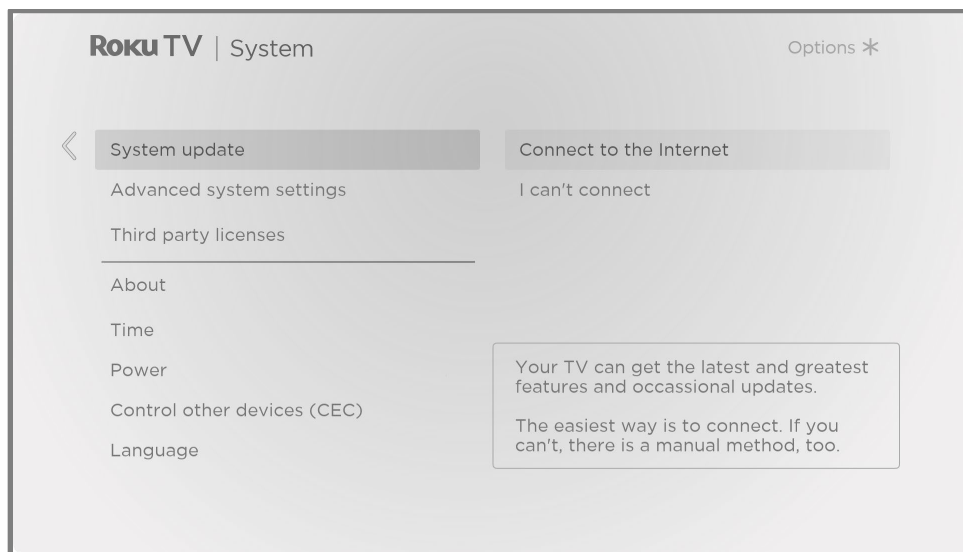 Roku TV | System
Options *
System update
Advanced system settings
Third party licenses
About
Time
Power
Control other devices (CEC)
Language
Connect to the Internet
I can't connect
Your TV can get the latest and greatest
features and occassional updates.
The easiest way is to connect. If you
can't, there is a manual method, too.